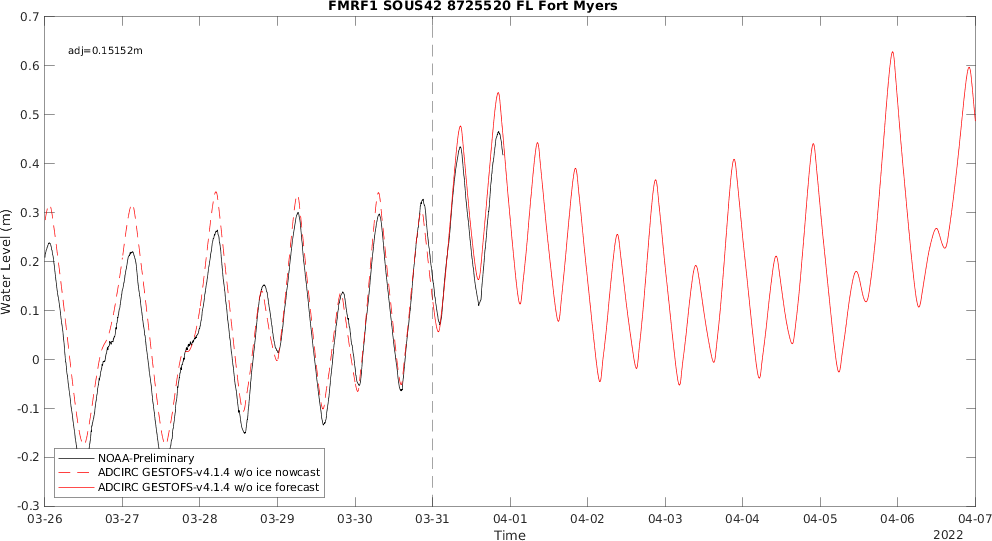 FMRF1 SOUS42 8725520 FL Fort Myers
adj=0.15152m
Water Level (m)
0.7
0.6
0.5
0.4
0.3
0.2
0.1
0
-0.1
-0.2
-0.3
NOAA-Preliminary
ADCIRC GESTOFS-v4.1.4 w/o ice nowcast
ADCIRC GESTOFS-v4.1.4 w/o ice forecast
03-26 03-27 03-28 03-29 03-30 03-31 04-01 04-02 04-03 04-04 04-05 04-06 04-07
Time
2022